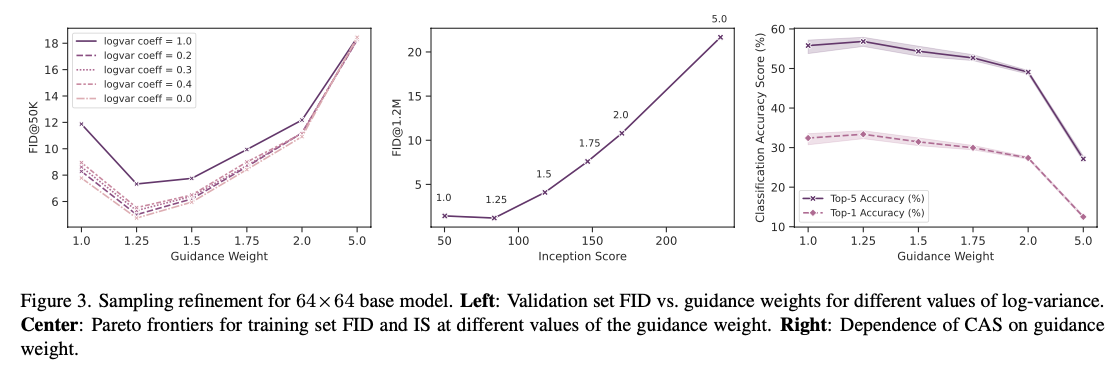 18
16
14
12
10
8
6
FID@50K
logvar coeff = 1.0
logvar coeff = 0.2
logvar coeff = 0.3
logvar coeff = 0.4
logvar coeff = 0.0
1.0 1.25 1.5 1.75 2.0 5.0
Guidance Weight
20
15
10
5
FID@1.2M
1.0
1.25
1.5
1.75
2.0
5.0
50 100 150 200
Inception Score
60
50
40
30
20
10
Classification Accuracy Score (%)
Top-5 Accuracy (%)
Top-1 Accuracy (%)
1.0 1.25 1.5 1.75 2.0 5.0
Guidance Weight
Figure 3. Sampling refinement for 64×64 base model. Left: Validation set FID vs. guidance weights for different values of log-variance.
Center: Pareto frontiers for training set FID and IS at different values of the guidance weight. Right: Dependence of CAS on guidance
weight.